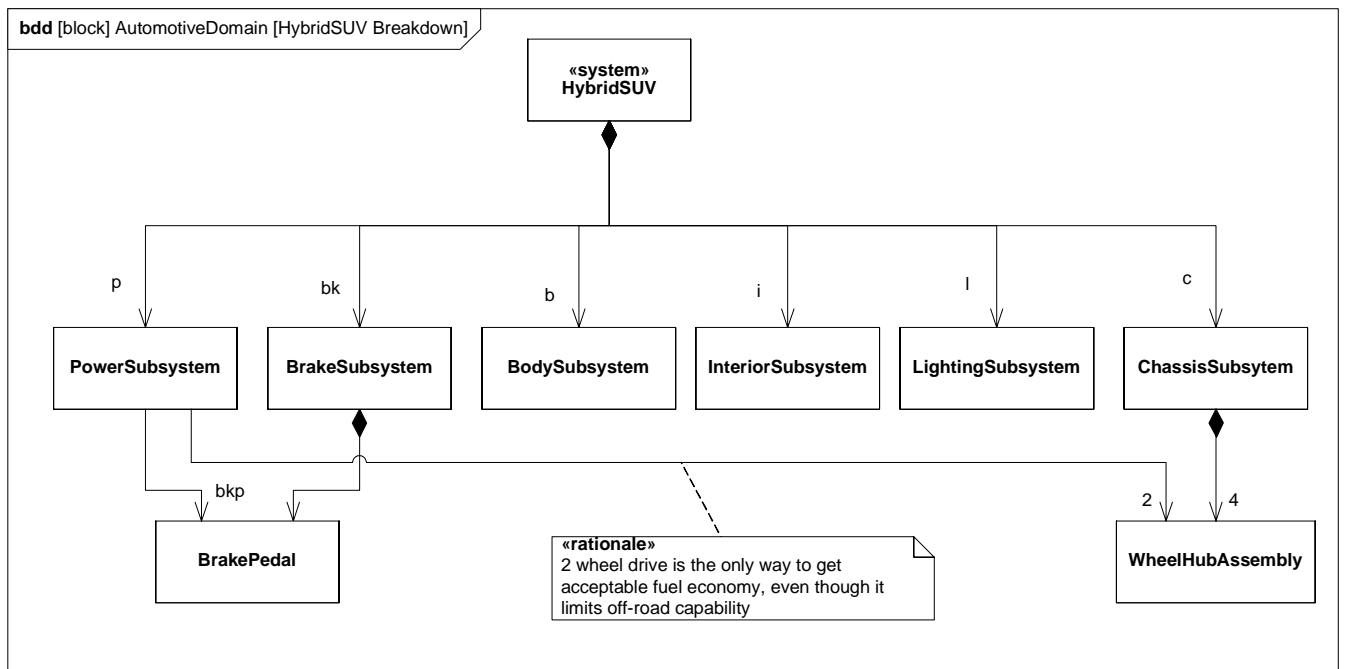 bdd [block] AutomotiveDomain [HybridSUV Breakdown]
«system»
HybridSUV
p
bk
b
i
l
c
PowerSubsystem
BrakeSubsystem
BodySubsystem
InteriorSubsystem
LightingSubsystem
ChassisSubsytem
bkp
2
4
BrakePedal
«rationale»
2 wheel drive is the only way to get
acceptable fuel economy, even though it
limits off-road capability
WheelHubAssembly